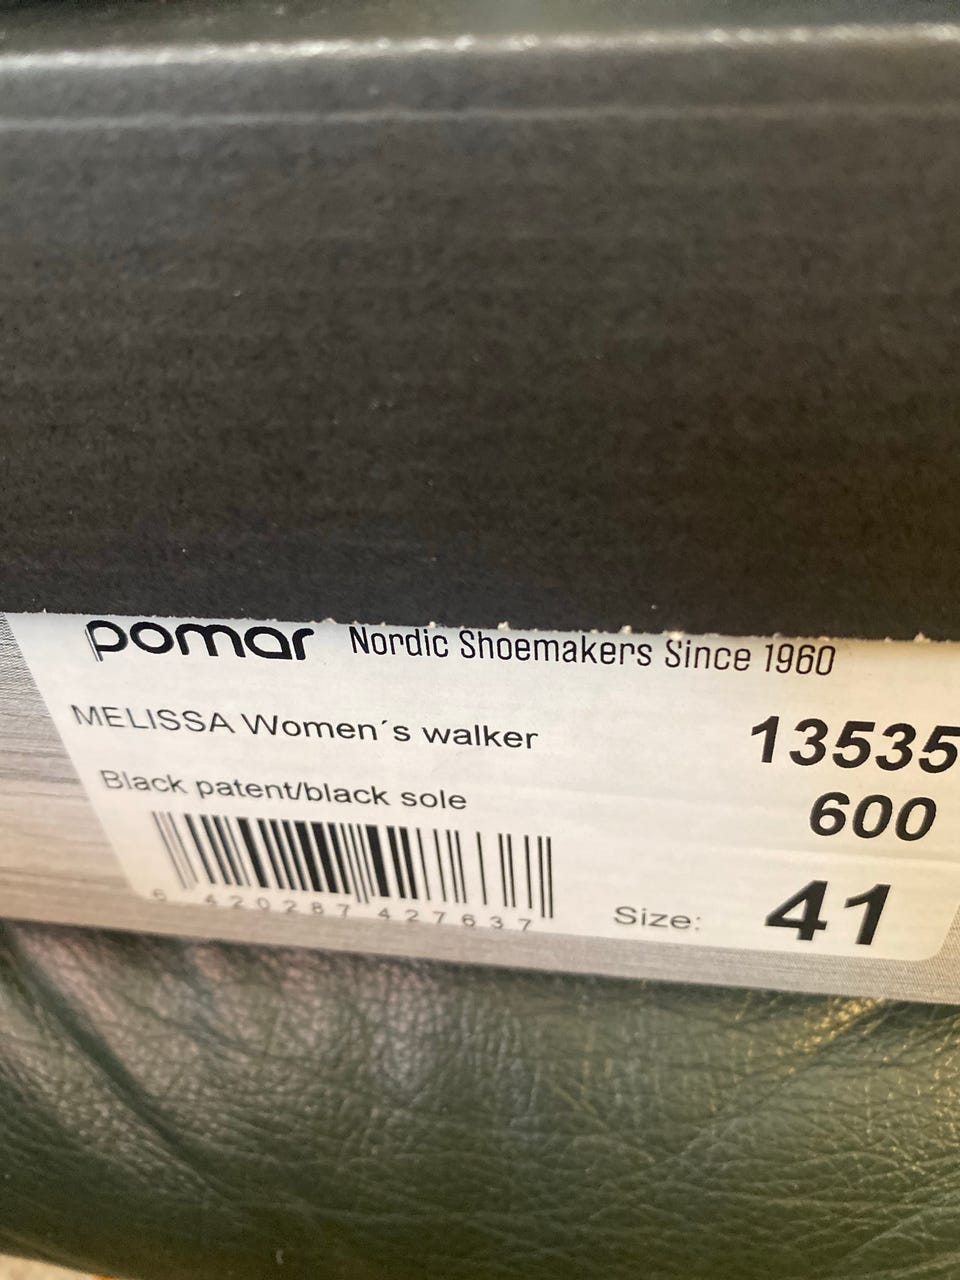 pomar Nordic Shoemakers Since 1960
MELISSA Women´s walker 13535
Black patent/black sole 600
6 420287 427637
Size: 41